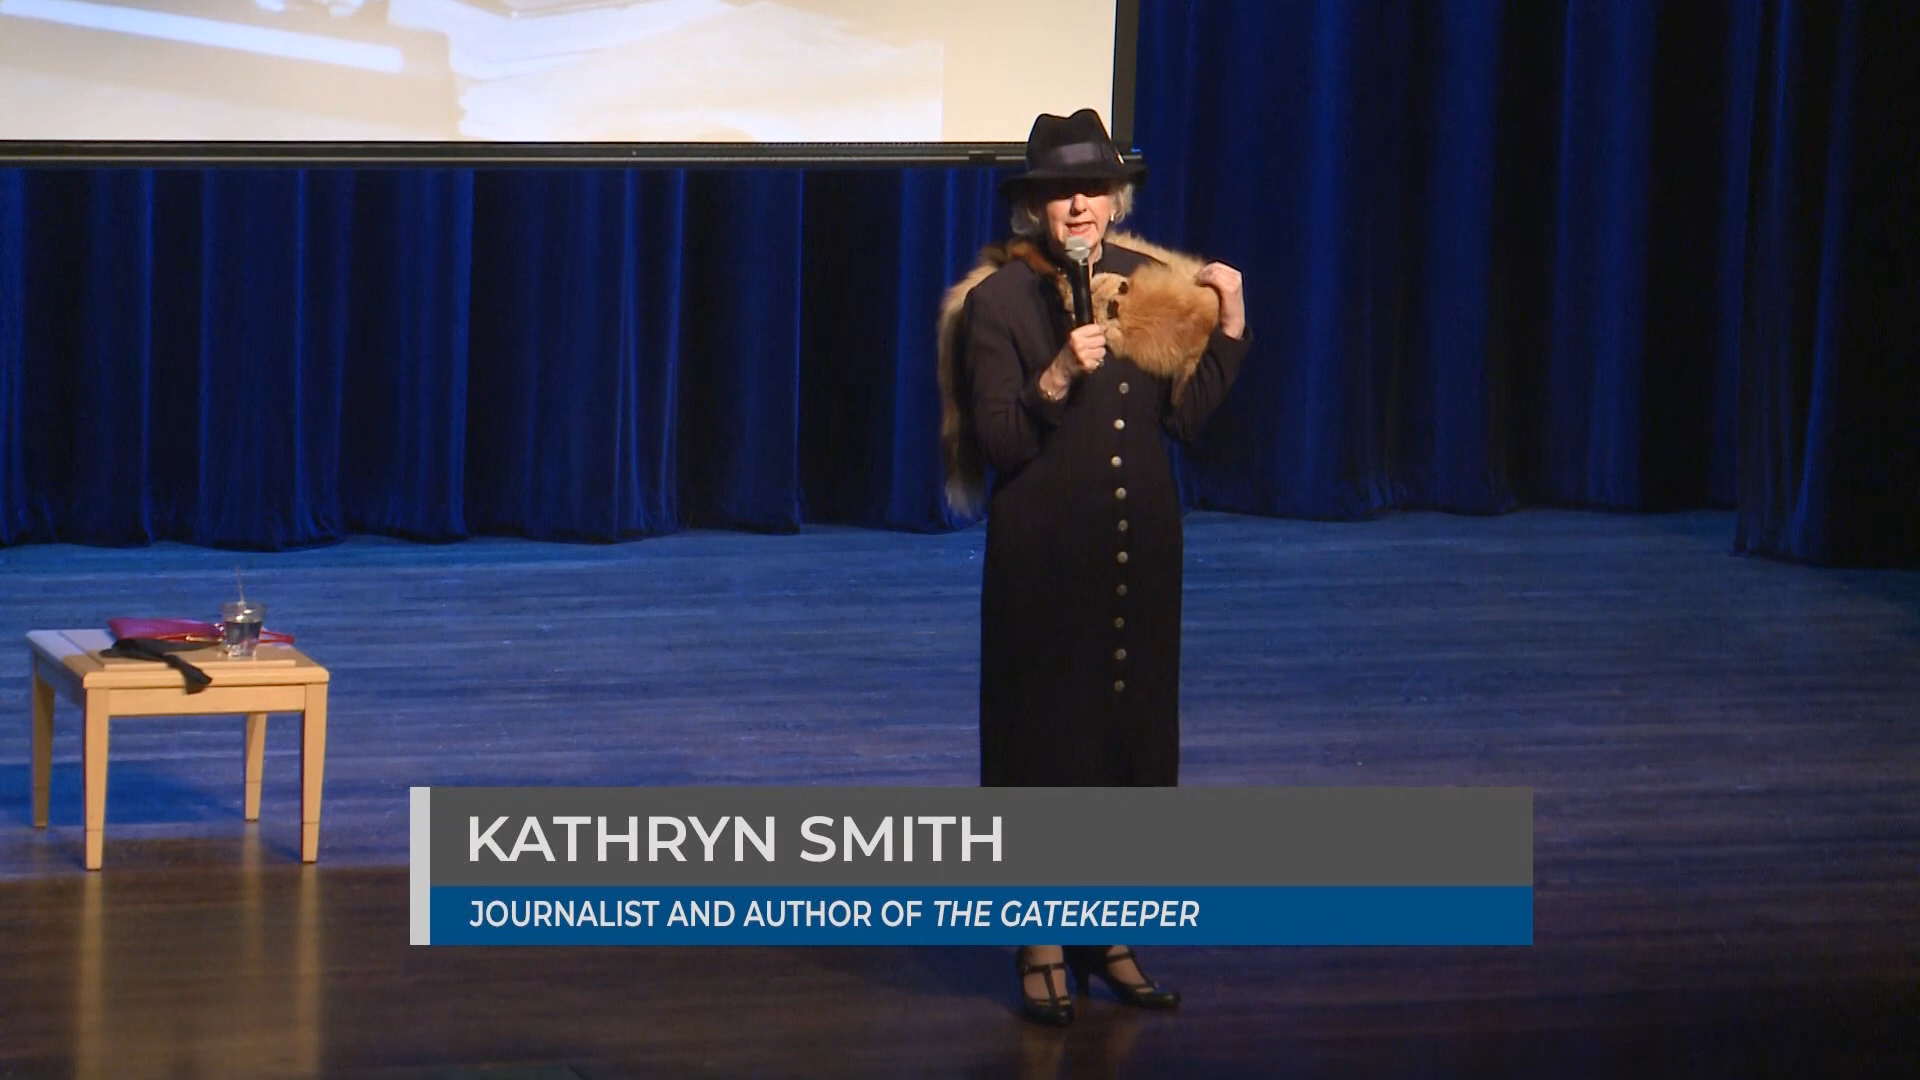 KATHRYN SMITH
JOURNALIST AND AUTHOR OF THE GATEKEEPER